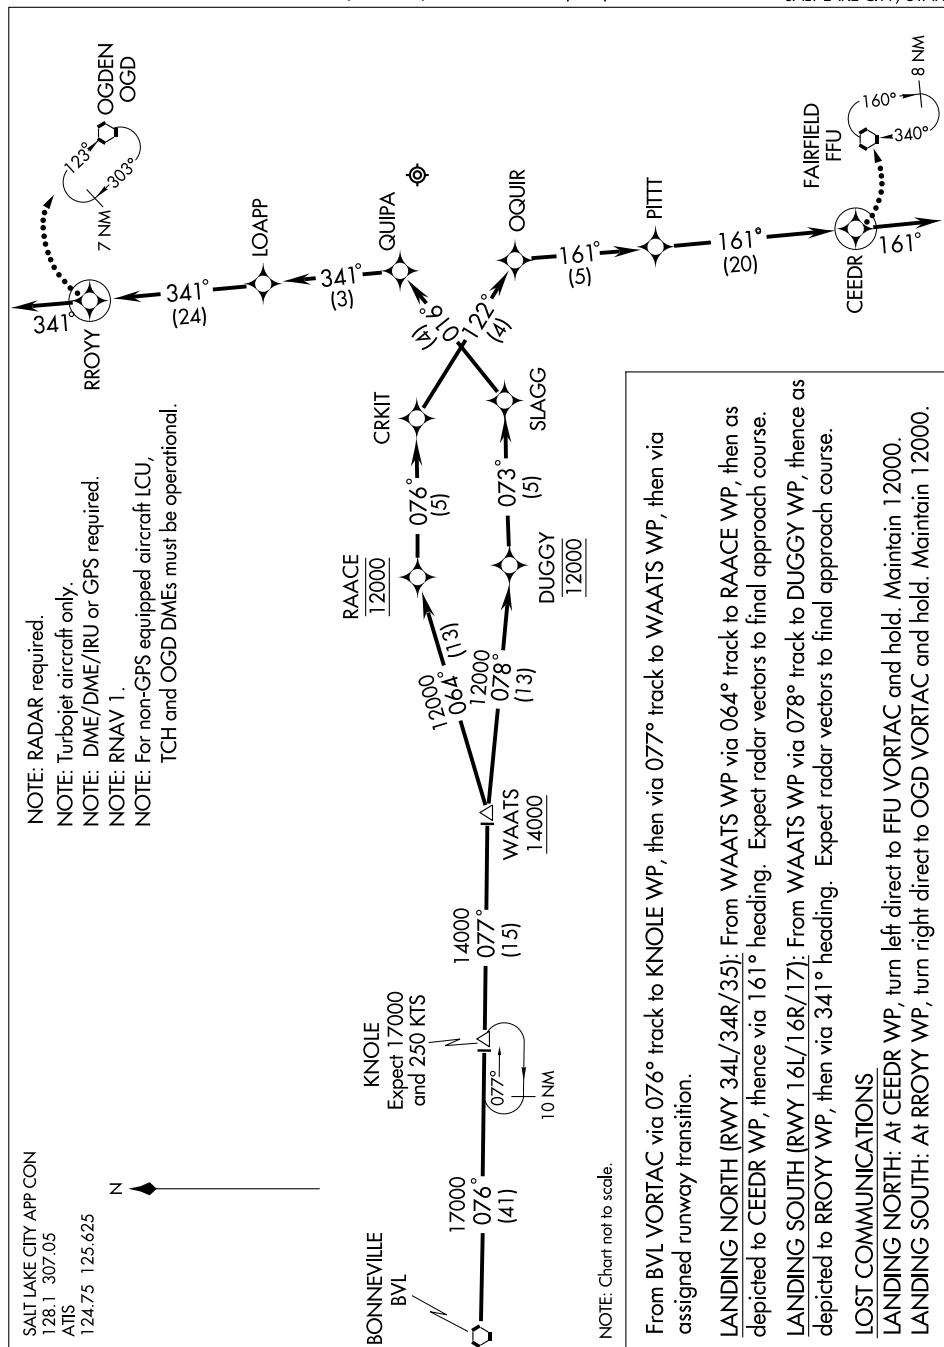 SALT LAKE CITY APP CON
128.1 307.05
ATIS
124.75 125.625
N
NOTE: RADAR required.
NOTE: Turbojet aircraft only.
NOTE: DME/DME/IRU or GPS required.
NOTE: RNAV 1.
NOTE: For non-GPS equipped aircraft LCU,
TCH and OGD DMEs must be operational.
BONNEVILLE
BVL
17000
076°
(41)
KNOLE
Expect 17000
and 250 KTS
077°
10 NM
14000
077°
(15)
WAATS
14000
12000
064°
(13)
RAACE
12000
076°
(5)
CRKIT
122°
(4)
12000
078°
(13)
DUGGY
12000
073°
(5)
SLAGG
016°
(4)
QUIPA
341°
(3)
LOAPP
341°
(24)
RROYY
341°
OGDEN
OGD
123°
303°
7 NM
OQUIR
161°
(5)
PITTT
161°
(20)
CEEDR
161°
FAIRFIELD
FFU
160°
340°
8 NM
NOTE: Chart not to scale.
From BVL VORTAC via 076° track to KNOLE WP, then via 077° track to WAATS WP, then via
assigned runway transition.
LANDING NORTH (RWY 34L/34R/35): From WAATS WP via 064° track to RAACE WP, then as
depicted to CEEDR WP, thence via 161° heading. Expect radar vectors to final approach course.
LANDING SOUTH (RWY 16L/16R/17): From WAATS WP via 078° track to DUGGY WP, thence as
depicted to RROYY WP, then via 341° heading. Expect radar vectors to final approach course.
LOST COMMUNICATIONS
LANDING NORTH: At CEEDR WP, turn left direct to FFU VORTAC and hold. Maintain 12000.
LANDING SOUTH: At RROYY WP, turn right direct to OGD VORTAC and hold. Maintain 12000.